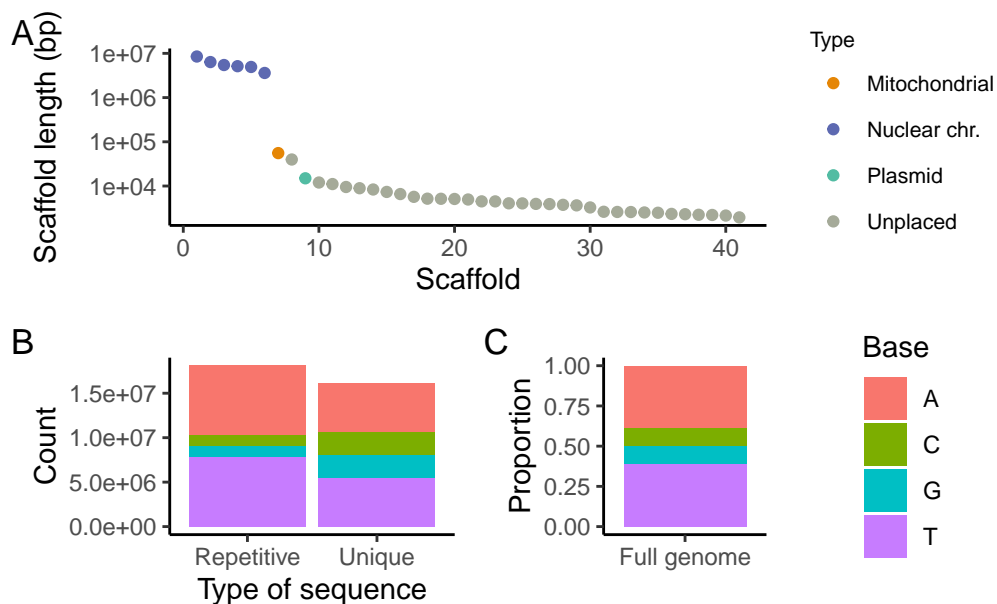 A
Scaffold length (bp)
1e+07
1e+06
1e+05
1e+04
0
10
20
30
40
Scaffold
Type
Mitochondrial
Nuclear chr.
Plasmid
Unplaced
B
Count
1.5e+07
1.0e+07
5.0e+06
0.0e+00
Repetitive
Unique
Type of sequence
C
Proportion
1.00
0.75
0.50
0.25
0.00
Full genome
Base
A
C
G
T